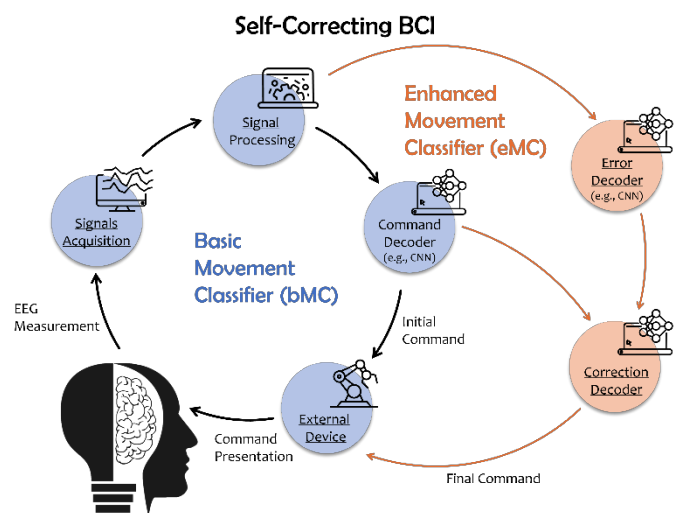 Self-Correcting BCI
Signal
Processing
Enhanced
Movement
Classifier (eMC)
Error
Decoder
(e.g., CNN)
Signals
Acquisition
Command
Decoder
(e.g., CNN)
Basic
Movement
Classifier (bMC)
EEG
Measurement
Initial
Command
Correction
Decoder
External
Device
Command
Presentation
Final Command